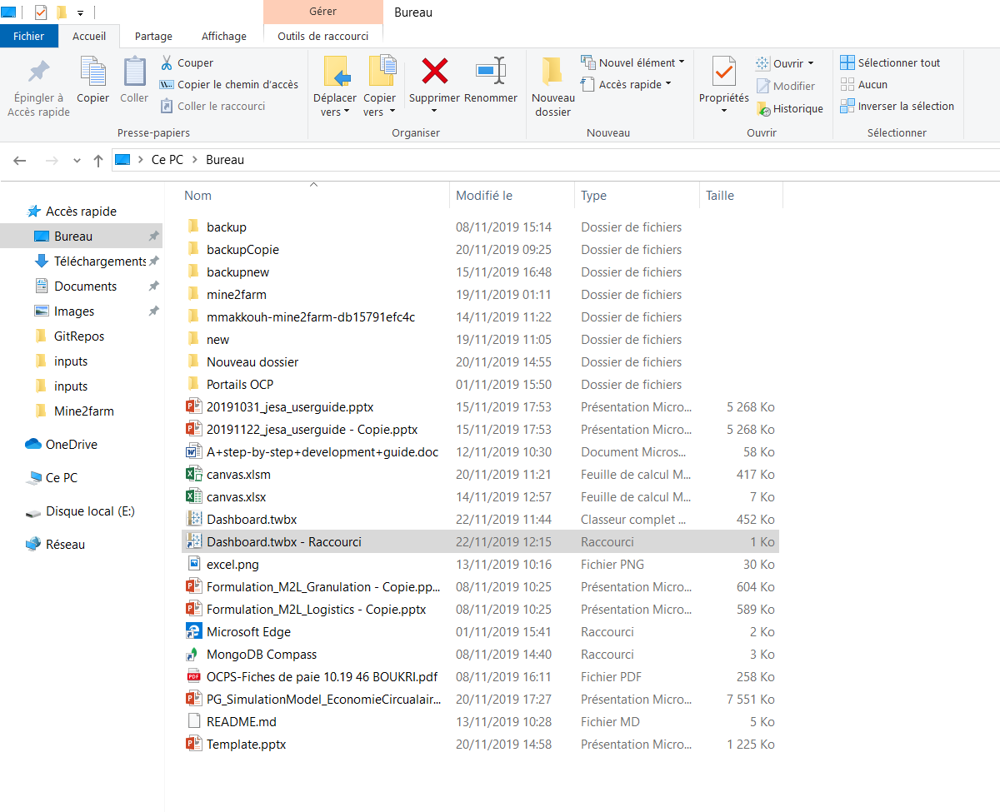 Gérer
Bureau
Fichier
Accueil
Partage
Affichage
Outils de raccourci
Épingler à
Accès rapide
Copier
Coller
Couper
Copier le chemin d'accès
Coller le raccourci
Presse-papiers
Déplacer
vers
Copier
vers
Supprimer
Renommer
Organiser
Nouveau
dossier
Nouvel élément
Accès rapide
Nouveau
Propriétés
Ouvrir
Modifier
Historique
Ouvrir
Sélectionner tout
Aucun
Inverser la sélection
Sélectionner
Ce PC
Bureau
Accès rapide
Bureau
Téléchargements
Documents
Images
GitRepos
inputs
inputs
Mine2farm
OneDrive
Ce PC
Disque local (E:)
Réseau
Nom Modifié le Type Taille
backup 08/11/2019 15:14 Dossier de fichiers
backupCopie 20/11/2019 09:25 Dossier de fichiers
backupnew 15/11/2019 16:48 Dossier de fichiers
mine2farm 19/11/2019 01:11 Dossier de fichiers
mmakkouh-mine2farm-db15791efc4c 14/11/2019 11:22 Dossier de fichiers
new 19/11/2019 11:05 Dossier de fichiers
Nouveau dossier 20/11/2019 14:55 Dossier de fichiers
Portails OCP 01/11/2019 15:50 Dossier de fichiers
20191031_jesa_userguide.pptx 15/11/2019 17:53 Présentation Micro... 5 268 Ko
20191122_jesa_userguide - Copie.pptx 15/11/2019 17:53 Présentation Micro... 5 268 Ko
A+step-by-step+development+guide.doc 12/11/2019 10:30 Document Micros... 58 Ko
canvas.xlsm 20/11/2019 11:21 Feuille de calcul M... 417 Ko
canvas.xlsx 14/11/2019 12:57 Feuille de calcul M... 7 Ko
Dashboard.twbx 22/11/2019 11:44 Classeur complet ... 452 Ko
Dashboard.twbx - Raccourci 22/11/2019 12:15 Raccourci 1 Ko
excel.png 13/11/2019 10:16 Fichier PNG 30 Ko
Formulation_M2L_Granulation - Copie.pp... 08/11/2019 10:25 Présentation Micro... 604 Ko
Formulation_M2L_Logistics - Copie.pptx 08/11/2019 10:25 Présentation Micro... 589 Ko
Microsoft Edge 01/11/2019 15:41 Raccourci 2 Ko
MongoDB Compass 08/11/2019 14:40 Raccourci 3 Ko
OCPS-Fiches de paie 10.19 46 BOUKRI.pdf 08/11/2019 16:11 Fichier PDF 258 Ko
PG_SimulationModel_EconomieCircualair... 20/11/2019 17:27 Présentation Micro... 7 551 Ko
README.md 13/11/2019 10:28 Fichier MD 5 Ko
Template.pptx 20/11/2019 14:58 Présentation Micro... 1 225 Ko